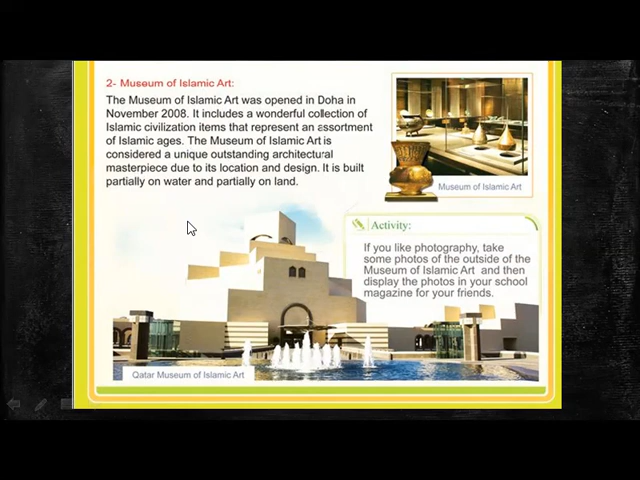 2- Museum of Islamic Art:
The Museum of Islamic Art was opened in Doha in
November 2008. It includes a wonderful collection of
Islamic civilization items that represent an assortment
of Islamic ages. The Museum of Islamic Art is
considered a unique outstanding architectural
masterpiece due to its location and design. It is built
partially on water and partially on land.
Museum of Islamic Art
Activity:
If you like photography, take
some photos of the outside of the
Museum of Islamic Art and then
display the photos in your school
magazine for your friends.
Qatar Museum of Islamic Art